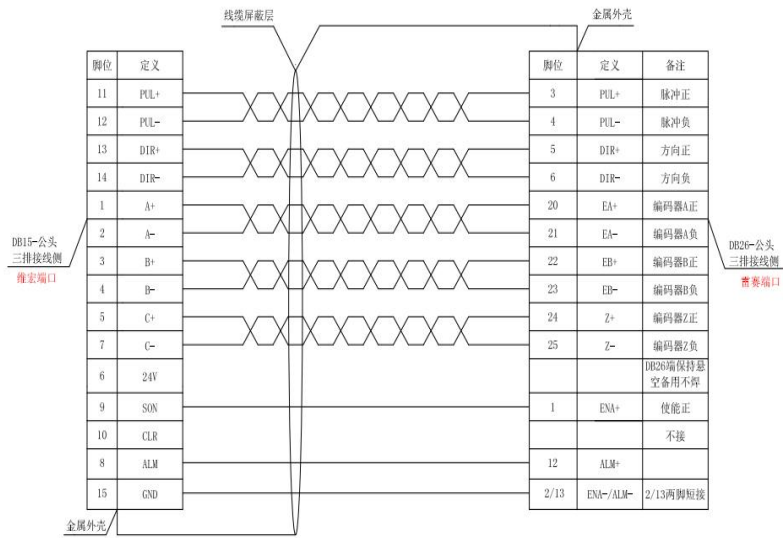 线缆屏蔽层
金属外壳
脚位 定义
11 PUL+
12 PUL-
13 DIR+
14 DIR-
1 A+
2 A-
3 B+
4 B-
5 C+
7 C-
6 24V
9 SON
10 CLR
8 ALM
15 GND
DB15-公头
三排接线侧
维宏端口
金属外壳
脚位 定义 备注
3 PUL+ 脉冲正
4 PUL- 脉冲负
5 DIR+ 方向正
6 DIR- 方向负
20 EA+ 编码器A正
21 EA- 编码器A负
22 EB+ 编码器B正
23 EB- 编码器B负
24 Z+ 编码器Z正
25 Z- 编码器Z负
DB26端保持悬
空备用不焊
1 ENA+ 使能正
不接
12 ALM+
2/13 ENA-/ALM- 2/13两脚短接
DB26-公头
三排接线侧
雷赛端口